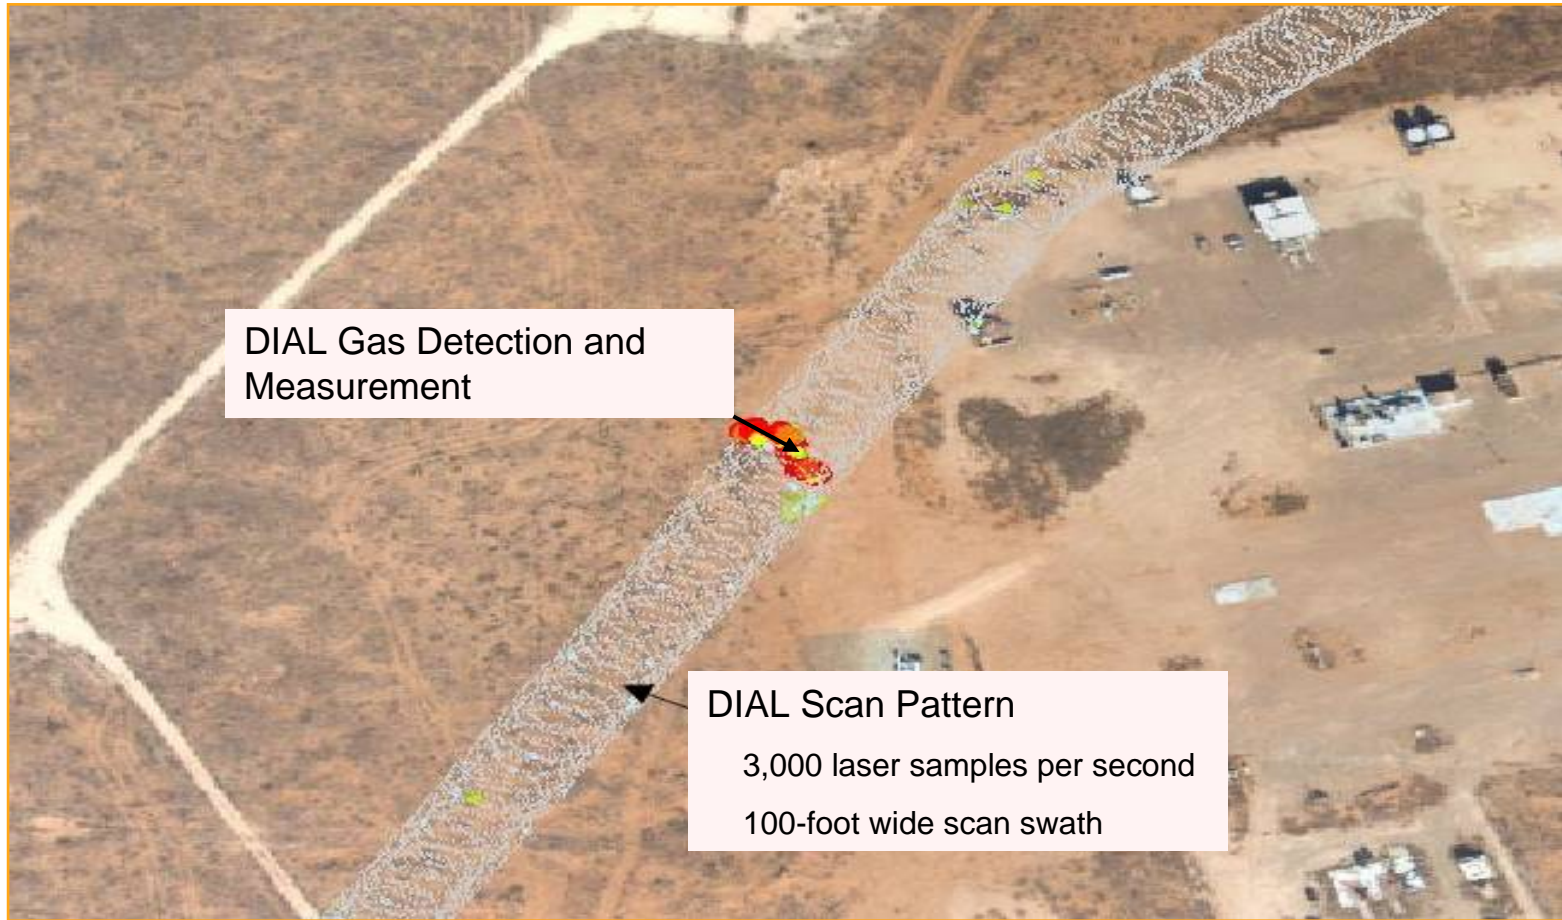 DIAL Gas Detection and
Measurement
DIAL Scan Pattern
3,000 laser samples per second
100-foot wide scan swath